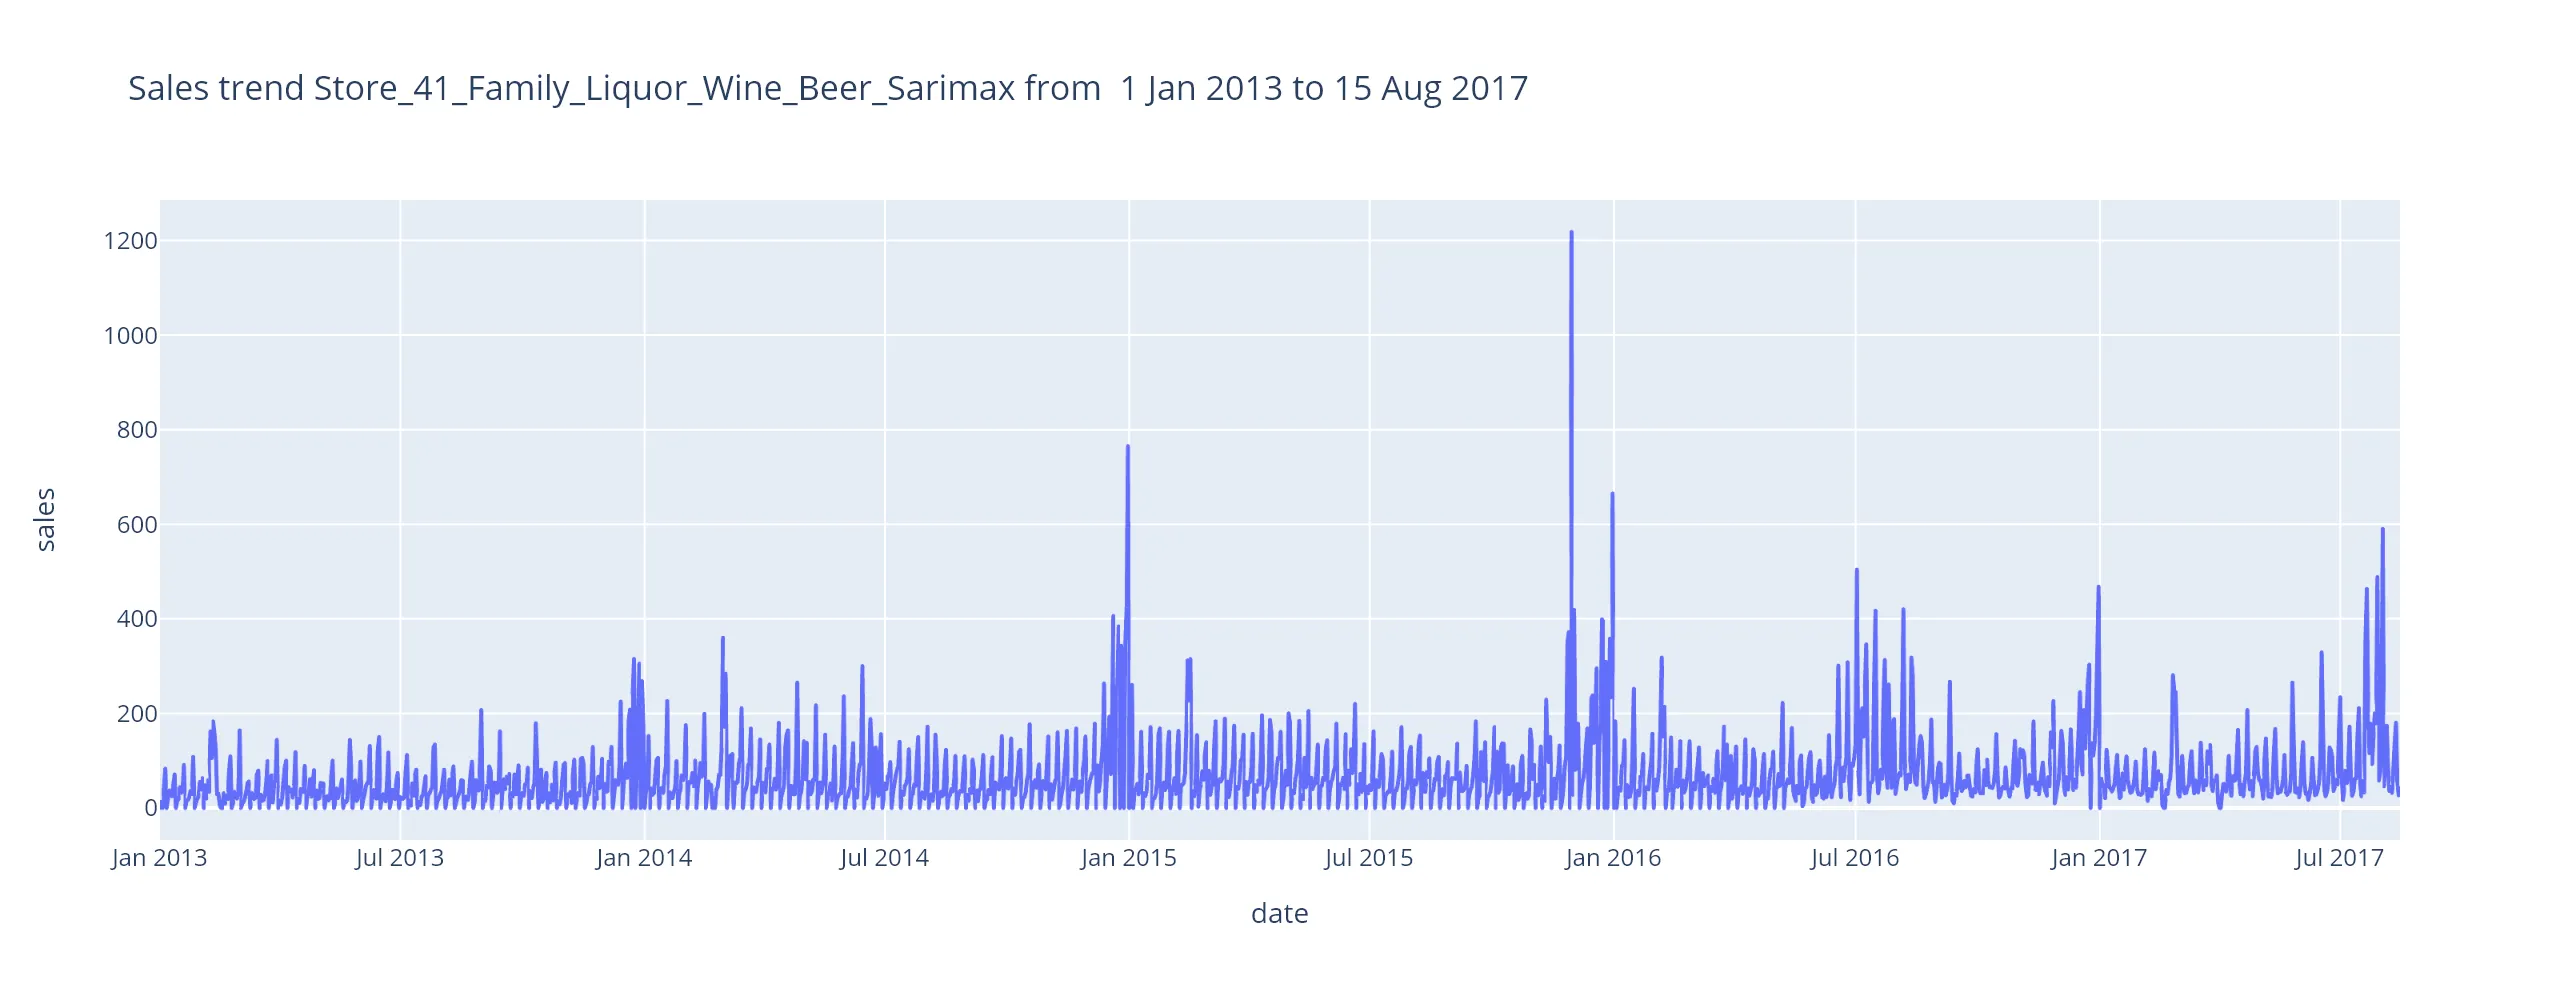 Sales trend Store_41_Family_Liquor_Wine_Beer_Sarimax from  1 Jan 2013 to 15 Aug 2017
1200
1000
800
600
400
200
0
sales
Jan 2013 Jul 2013 Jan 2014 Jul 2014 Jan 2015 Jul 2015 Jan 2016 Jul 2016 Jan 2017 Jul 2017
date